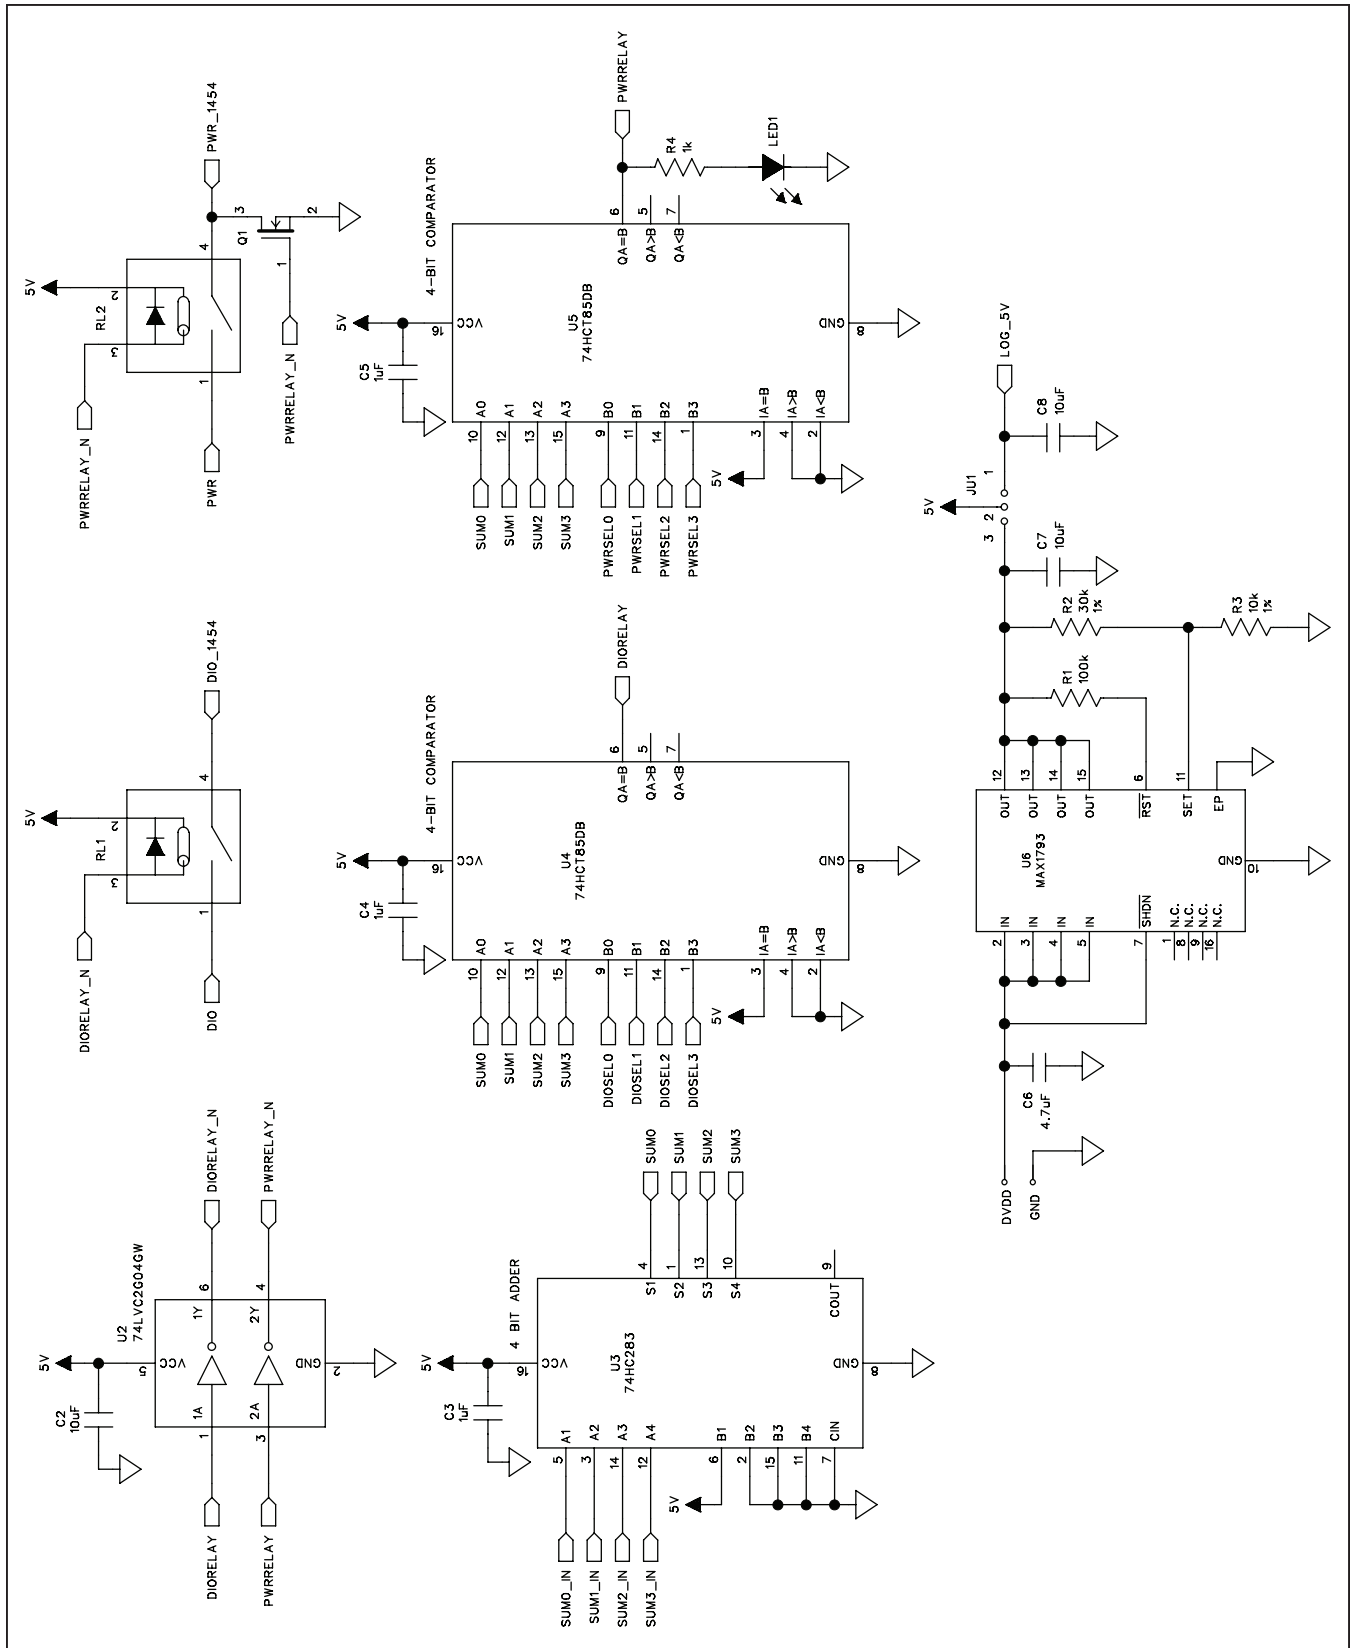 PWRRELAY_N
5V
RL2
3
2
1
4
PWR
PWR_1454
3
Q1
1
2
PWRRELAY_N
DIORELAY_N
5V
RL1
3
2
1
4
DIO
DIO_1454
5V
C2
10uF
U2
74LVC2G04GW
5
VCC
DIORELAY
1
1A
1Y
6
DIORELAY_N
PWRRELAY
3
2A
2Y
4
PWRRELAY_N
GND
2
5V
C5
1uF
4-BIT COMPARATOR
16
VCC
U5
74HCT85DB
SUM0
10
A0
SUM1
12
A1
SUM2
13
A2
SUM3
15
A3
PWRSEL0
9
B0
PWRSEL1
11
B1
PWRSEL2
14
B2
PWRSEL3
1
B3
5V
3
IA=B
4
IA>B
2
IA<B
QA=B
6
QA>B
5
QA<B
7
GND
8
PWRRELAY
R4
1k
LED1
5V
C4
1uF
4-BIT COMPARATOR
16
VCC
U4
74HCT85DB
SUM0
10
A0
SUM1
12
A1
SUM2
13
A2
SUM3
15
A3
DIOSEL0
9
B0
DIOSEL1
11
B1
DIOSEL2
14
B2
DIOSEL3
1
B3
5V
3
IA=B
4
IA>B
2
IA<B
QA=B
6
QA>B
5
QA<B
7
GND
8
DIORELAY
5V
C3
1uF
4 BIT ADDER
16
VCC
U3
74HC283
SUM0_IN
5
A1
SUM1_IN
3
A2
SUM2_IN
14
A3
SUM3_IN
12
A4
5V
6
B1
2
B2
15
B3
11
B4
7
CIN
S1
4
SUM0
S2
1
SUM1
S3
13
SUM2
S4
10
SUM3
COUT
9
GND
8
DVDD
GND
C6
4.7uF
U6
MAX1793
2
IN
3
IN
4
IN
5
IN
7
SHDN
1
N.C.
8
N.C.
9
N.C.
16
N.C.
OUT
12
OUT
13
OUT
14
OUT
15
RST
6
SET
11
EP
GND
10
R1
100k
R2
30k
1%
R3
10k
1%
C7
10uF
5V
JU1
3
2
1
C8
10uF
LOG_5V